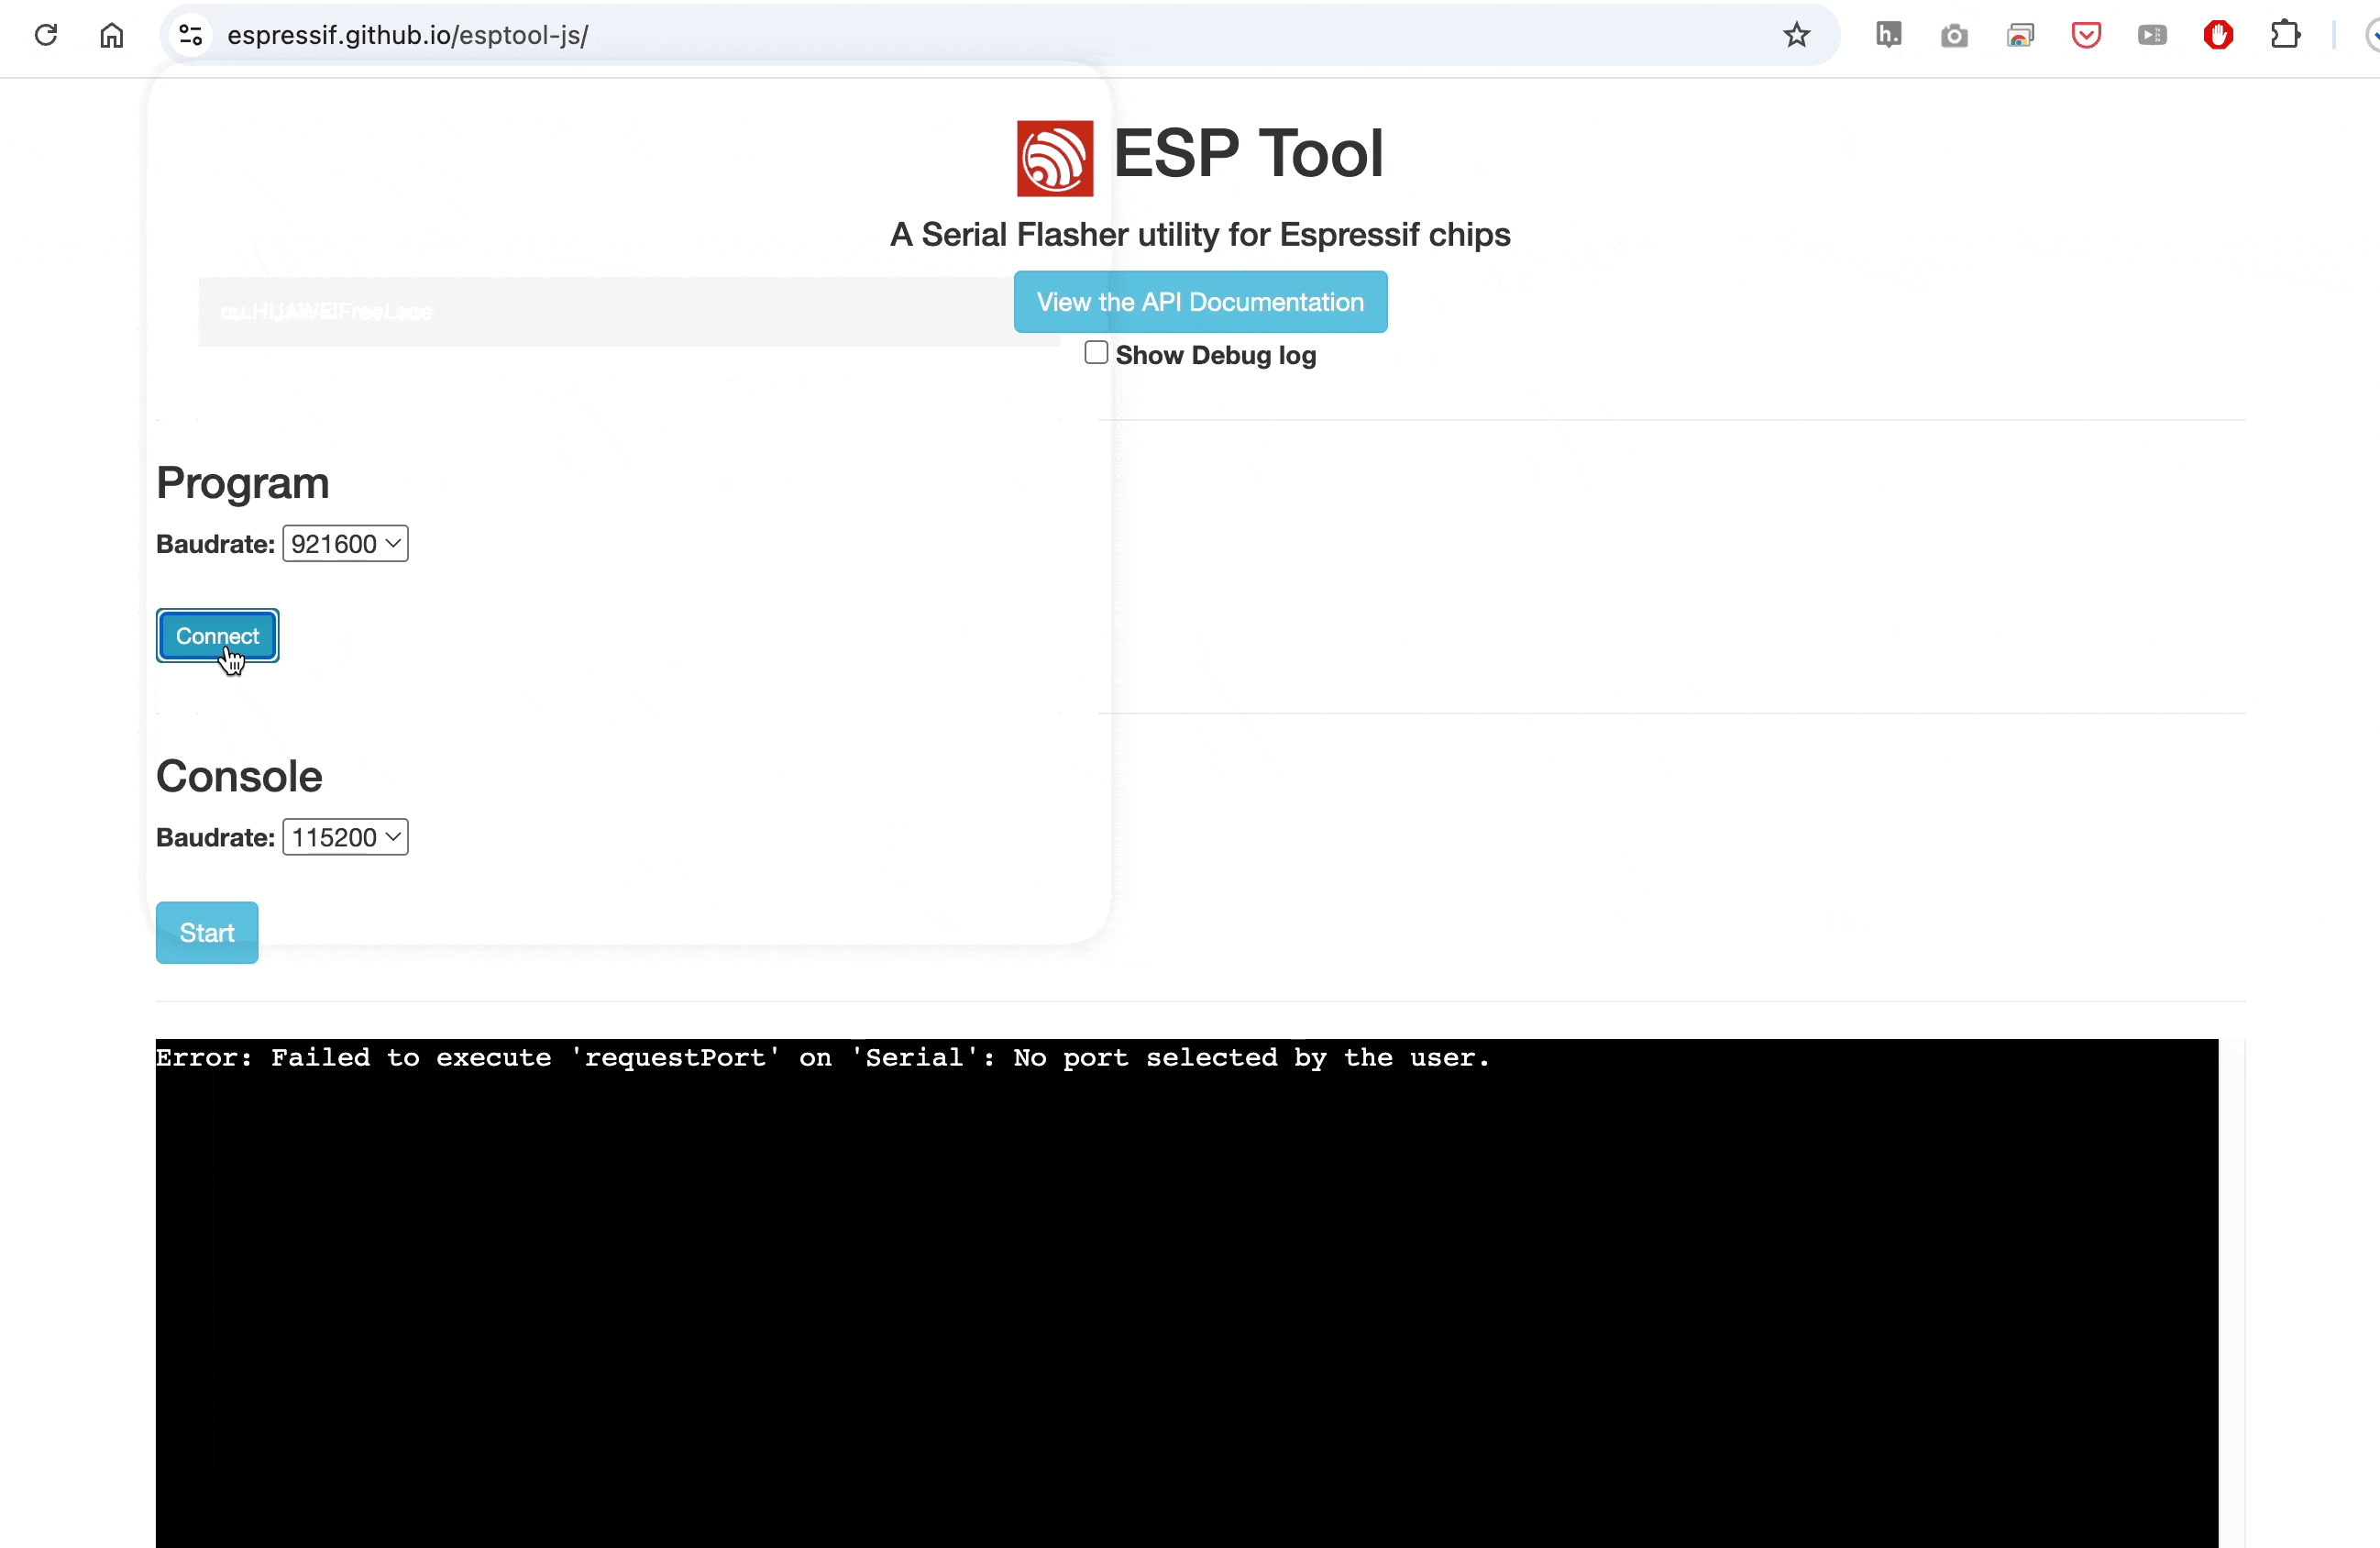 espressif.github.io/esptool-js/
h.
ESP Tool
A Serial Flasher utility for Espressif chips
View the API Documentation
Show Debug log
Program
Baudrate: 921600
Connect
Console
Baudrate: 115200
Start
Error: Failed to execute 'requestPort' on 'Serial': No port selected by the user.